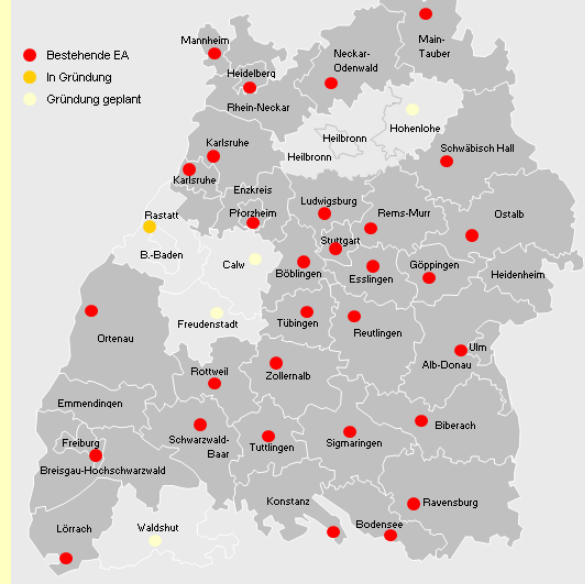 Bestehende EA
In Gründung
Gründung geplant
Main-
Tauber
Mannheim
Neckar-
Odenwald
Heidelberg
Rhein-Neckar
Hohenlohe
Heilbronn
Heilbronn
Karlsruhe
Schwäbisch Hall
Karlsruhe
Enzkreis
Ludwigsburg
Rastatt
Pforzheim
Rems-Murr
Ostalb
Stuttgart
B.-Baden
Calw
Böblingen
Esslingen
Göppingen
Heidenheim
Freudenstadt
Tübingen
Reutlingen
Ortenau
Ulm
Alb-Donau
Rottweil
Zollernalb
Emmendingen
Biberach
Freiburg
Schwarzwald-
Baar
Tuttlingen
Sigmaringen
Breisgau-Hochschwarzwald
Konstanz
Ravensburg
Lörrach
Waldshut
Bodensee